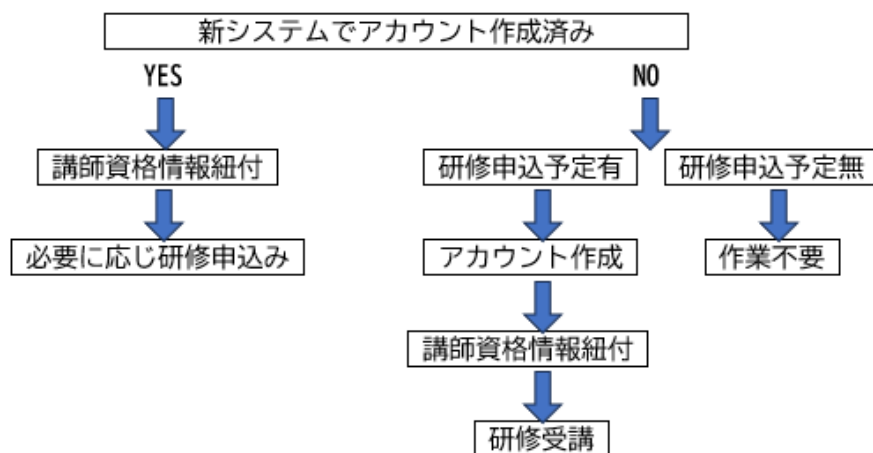 新システムでアカウント作成済み
YES
NO
講師資格情報紐付
研修申込予定有
研修申込予定無
必要に応じ研修申込み
アカウント作成
作業不要
講師資格情報紐付
研修受講